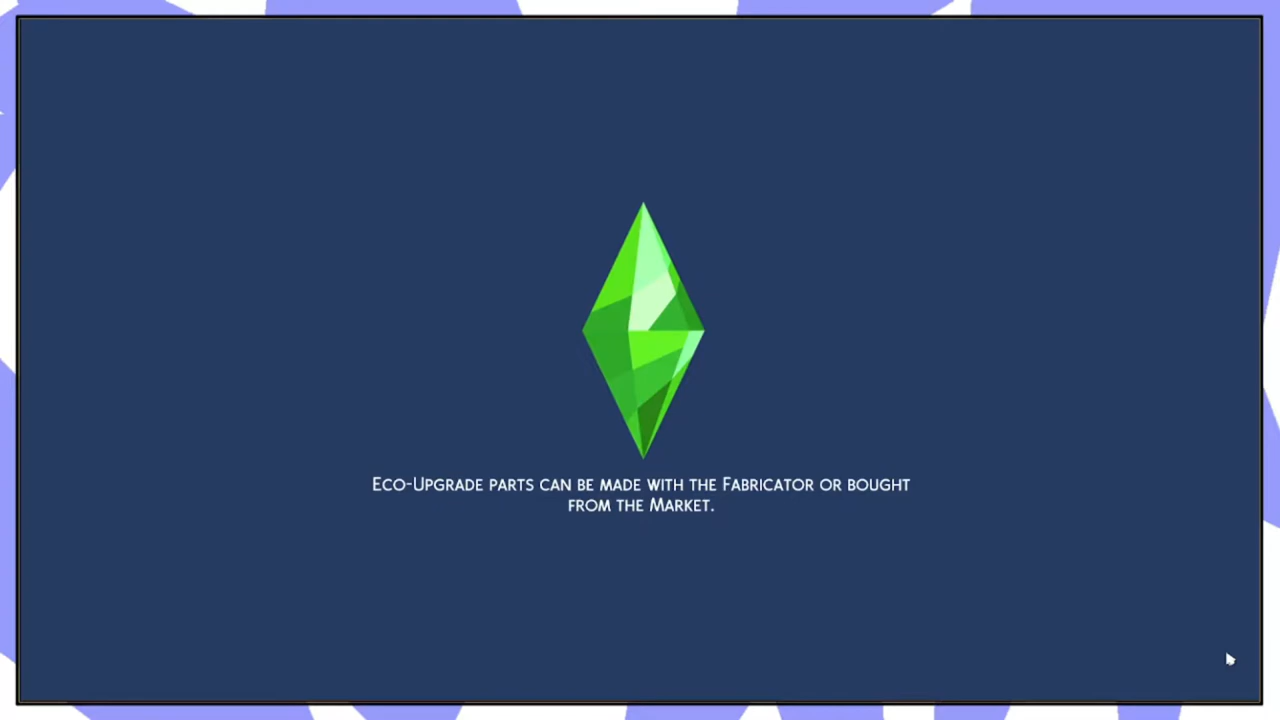 Eco-Upgrade parts can be made with the Fabricator or bought
from the Market.